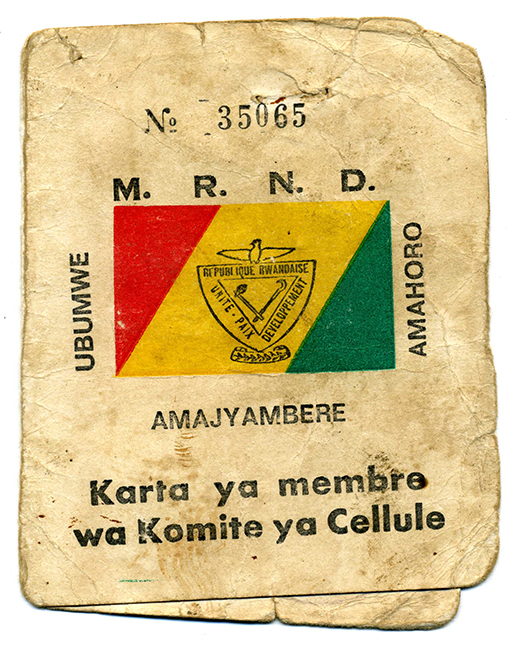 № 35065
M. R. N. D.
UBUMWE
REPUBLIQUE RWANDAISE
UNITE - PAIX
DEVELOPPEMENT
AMAHORO
AMAJYAMBERE
Karta ya membre
wa Komite ya Cellule